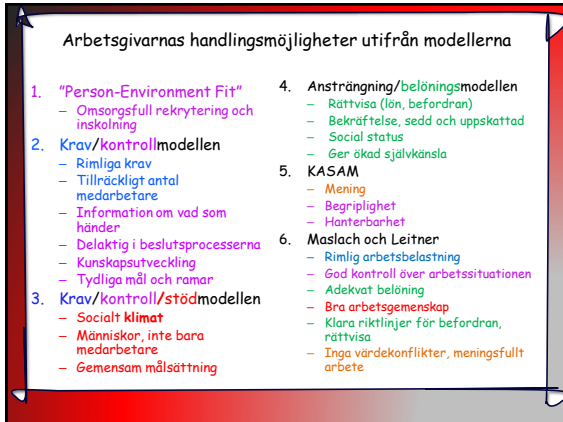 Arbetsgivarnas handlingsmöjligheter utifrån modellerna
1. ”Person-Environment Fit”
– Omsorgsfull rekrytering och
inskolning
2. Krav/kontrollmodellen
– Rimliga krav
– Tillräckligt antal
medarbetare
– Information om vad som
händer
– Delaktig i beslutsprocesserna
– Kunskapsutveckling
– Tydliga mål och ramar
3. Krav/kontroll/stödmodellen
– Socialt klimat
– Människor, inte bara
medarbetare
– Gemensam målsättning
4. Ansträngning/belöningsmodellen
– Rättvisa (lön, befordran)
– Bekräftelse, sedd och uppskattad
– Social status
– Ger ökad självkänsla
5. KASAM
– Mening
– Begriplighet
– Hanterbarhet
6. Maslach och Leitner
– Rimlig arbetsbelastning
– God kontroll över arbetssituationen
– Adekvat belöning
– Bra arbetsgemenskap
– Klara riktlinjer för befordran,
rättvisa
– Inga värdekonflikter, meningsfullt
arbete